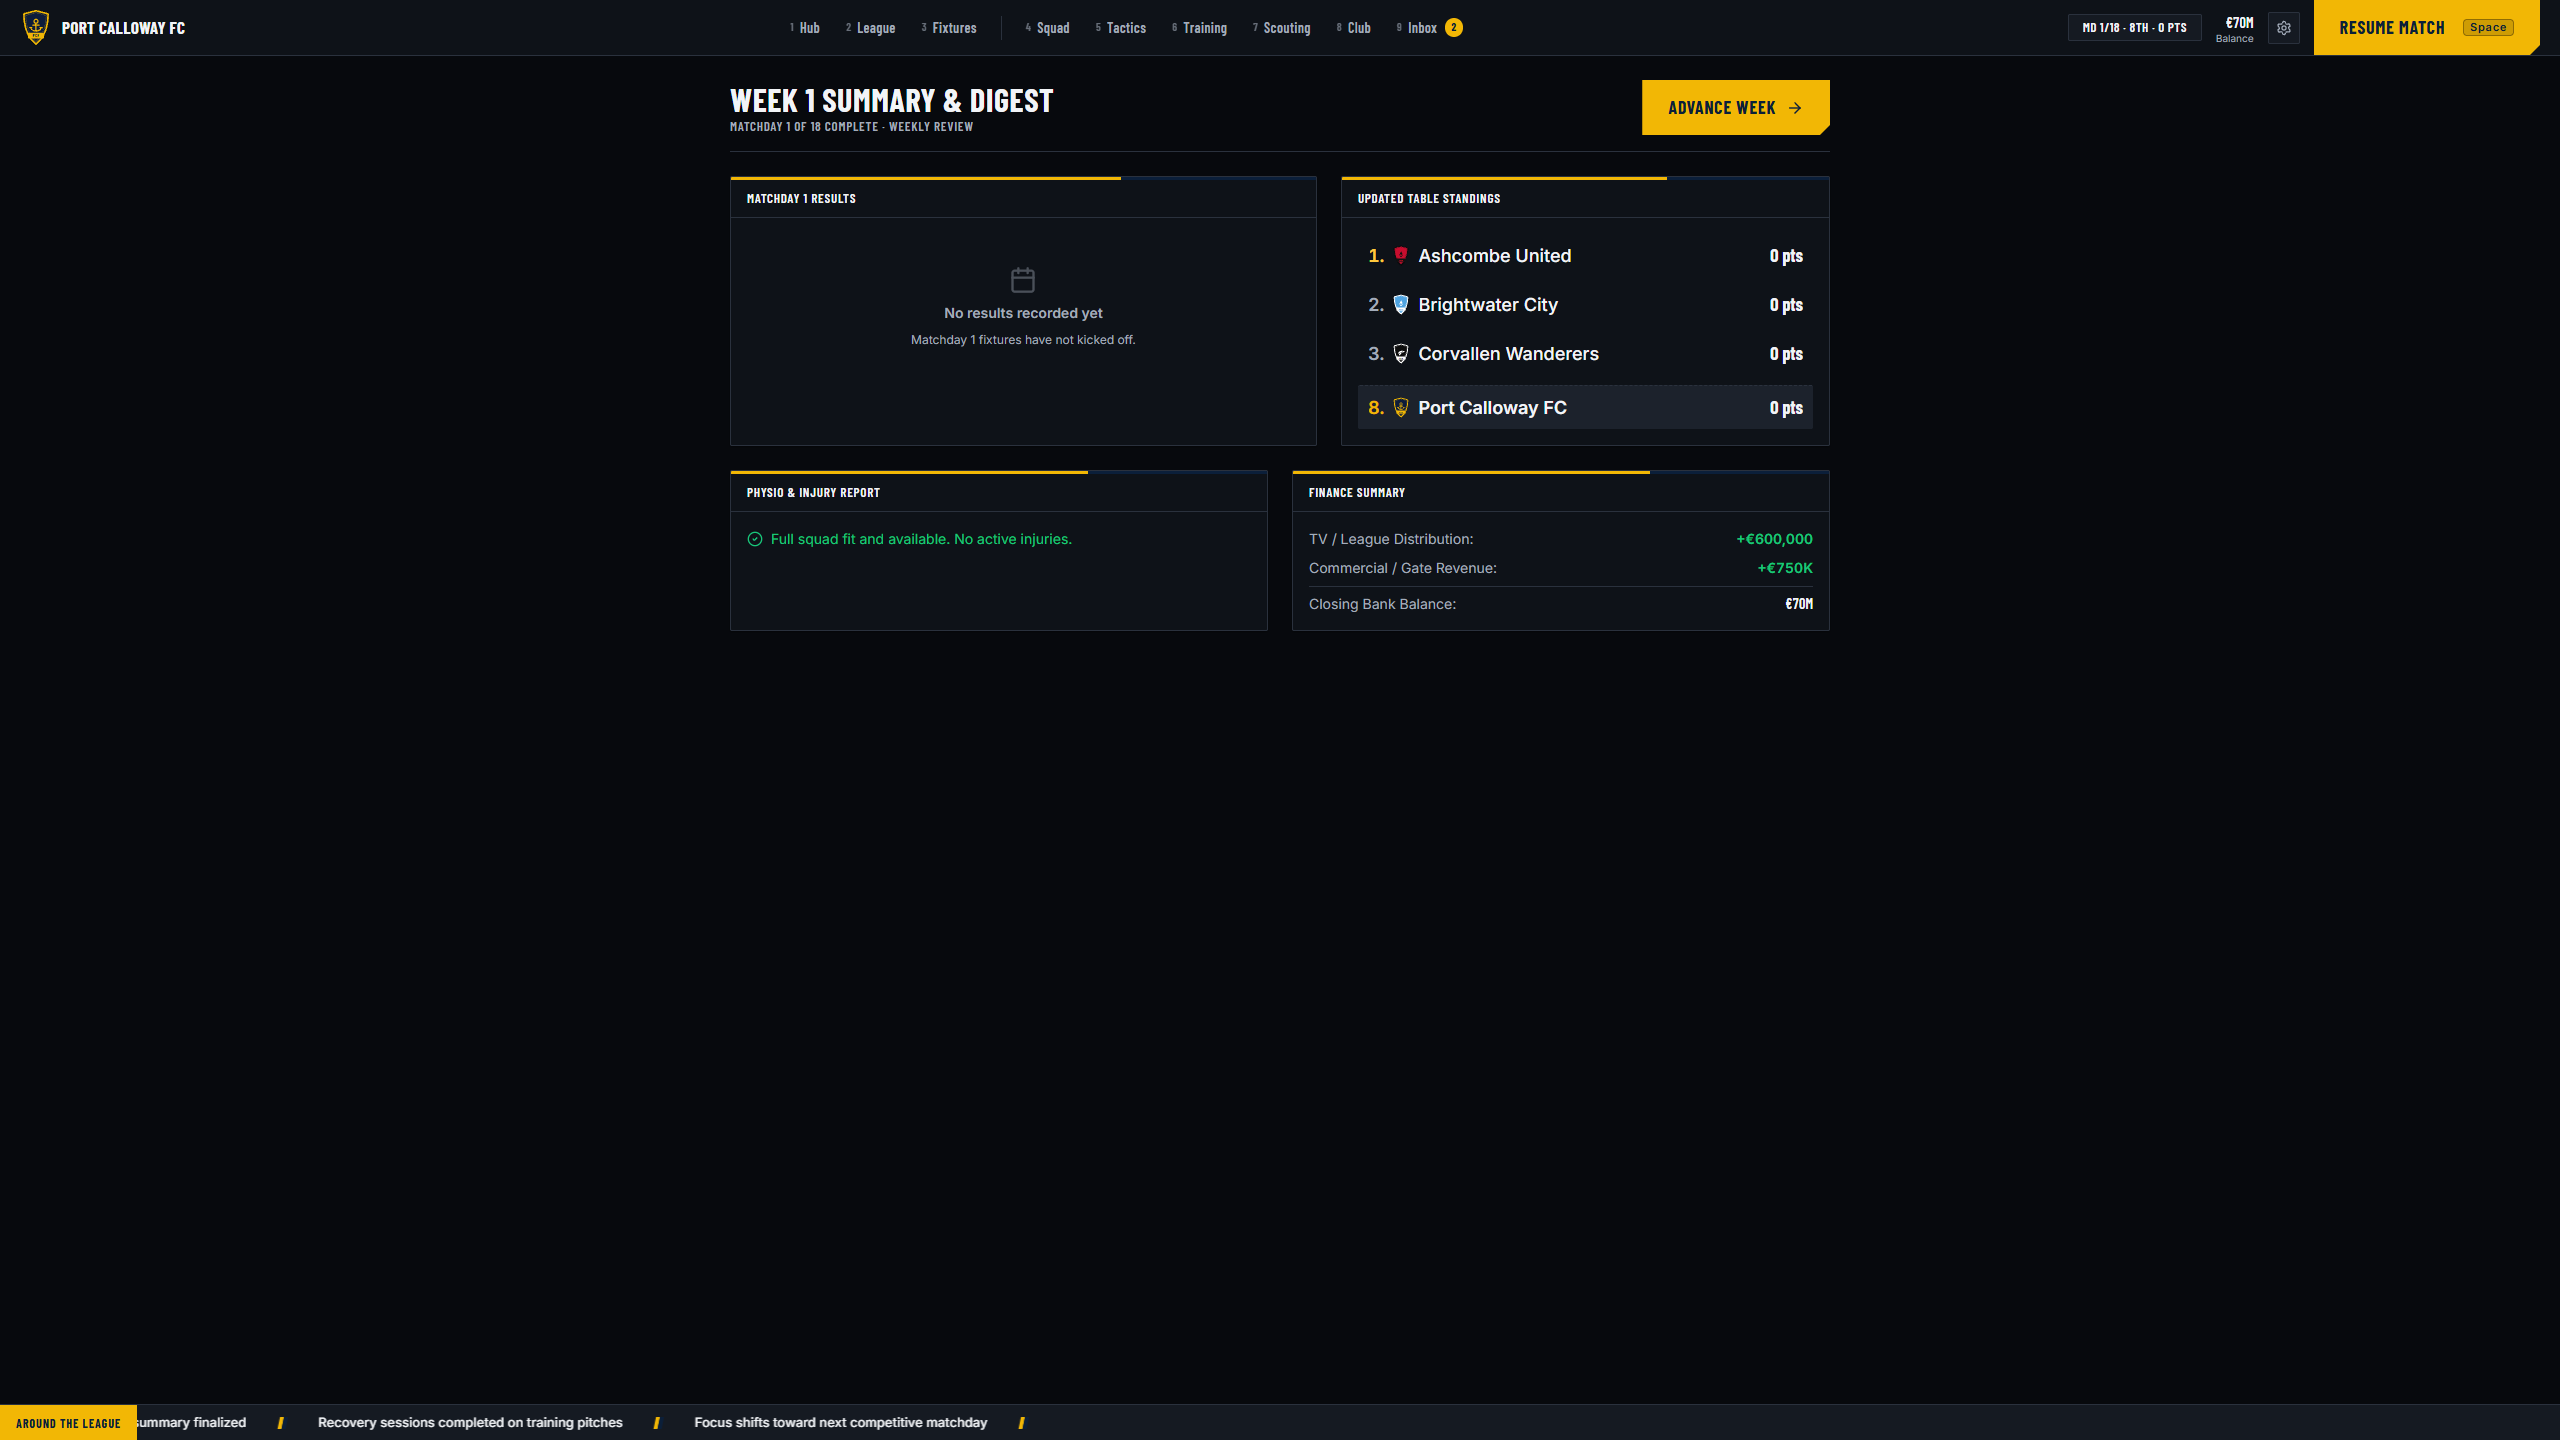 PORT CALLOWAY FC
1 Hub 2 League 3 Fixtures 4 Squad 5 Tactics 6 Training 7 Scouting 8 Club 9 Inbox 2
MD 1/18 · 8TH · 0 PTS
€70M
Balance
RESUME MATCH Space
WEEK 1 SUMMARY & DIGEST
MATCHDAY 1 OF 18 COMPLETE · WEEKLY REVIEW
ADVANCE WEEK →
MATCHDAY 1 RESULTS
No results recorded yet
Matchday 1 fixtures have not kicked off.
UPDATED TABLE STANDINGS
1. Ashcombe United 0 pts
2. Brightwater City 0 pts
3. Corvallen Wanderers 0 pts
8. Port Calloway FC 0 pts
PHYSIO & INJURY REPORT
Full squad fit and available. No active injuries.
FINANCE SUMMARY
TV / League Distribution: +€600,000
Commercial / Gate Revenue: +€750K
Closing Bank Balance: €70M
AROUND THE LEAGUE ummary finalized / Recovery sessions completed on training pitches / Focus shifts toward next competitive matchday /